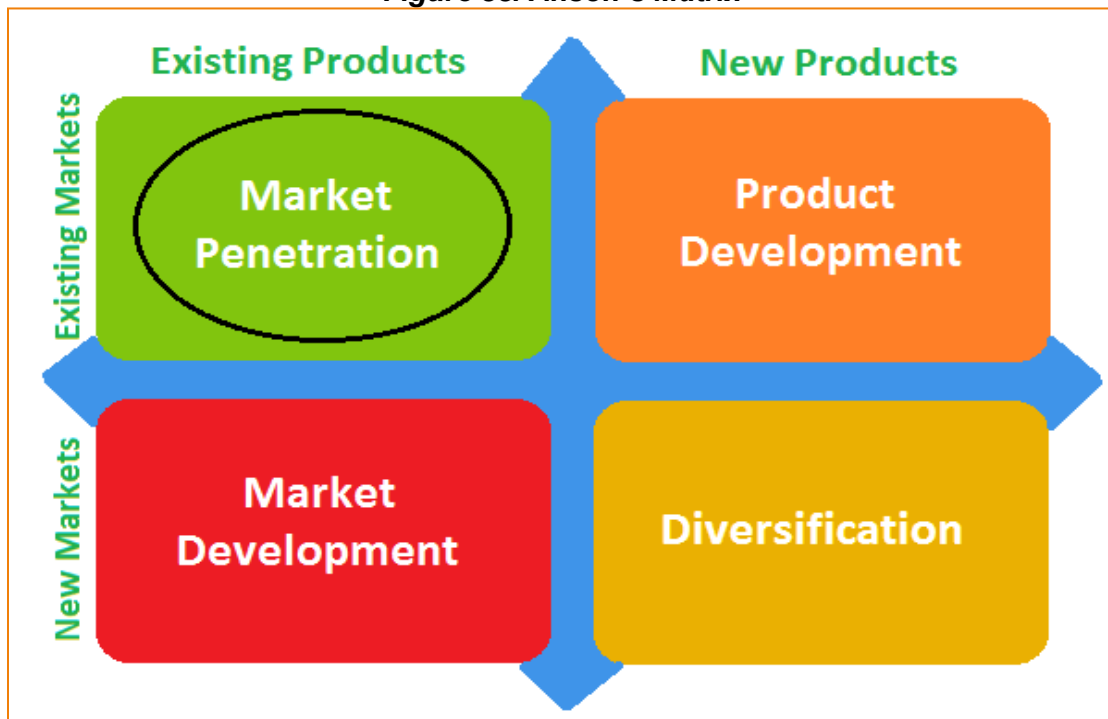 Existing Products
New Products
Existing Markets
Market
Penetration
Product
Development
New Markets
Market
Development
Diversification